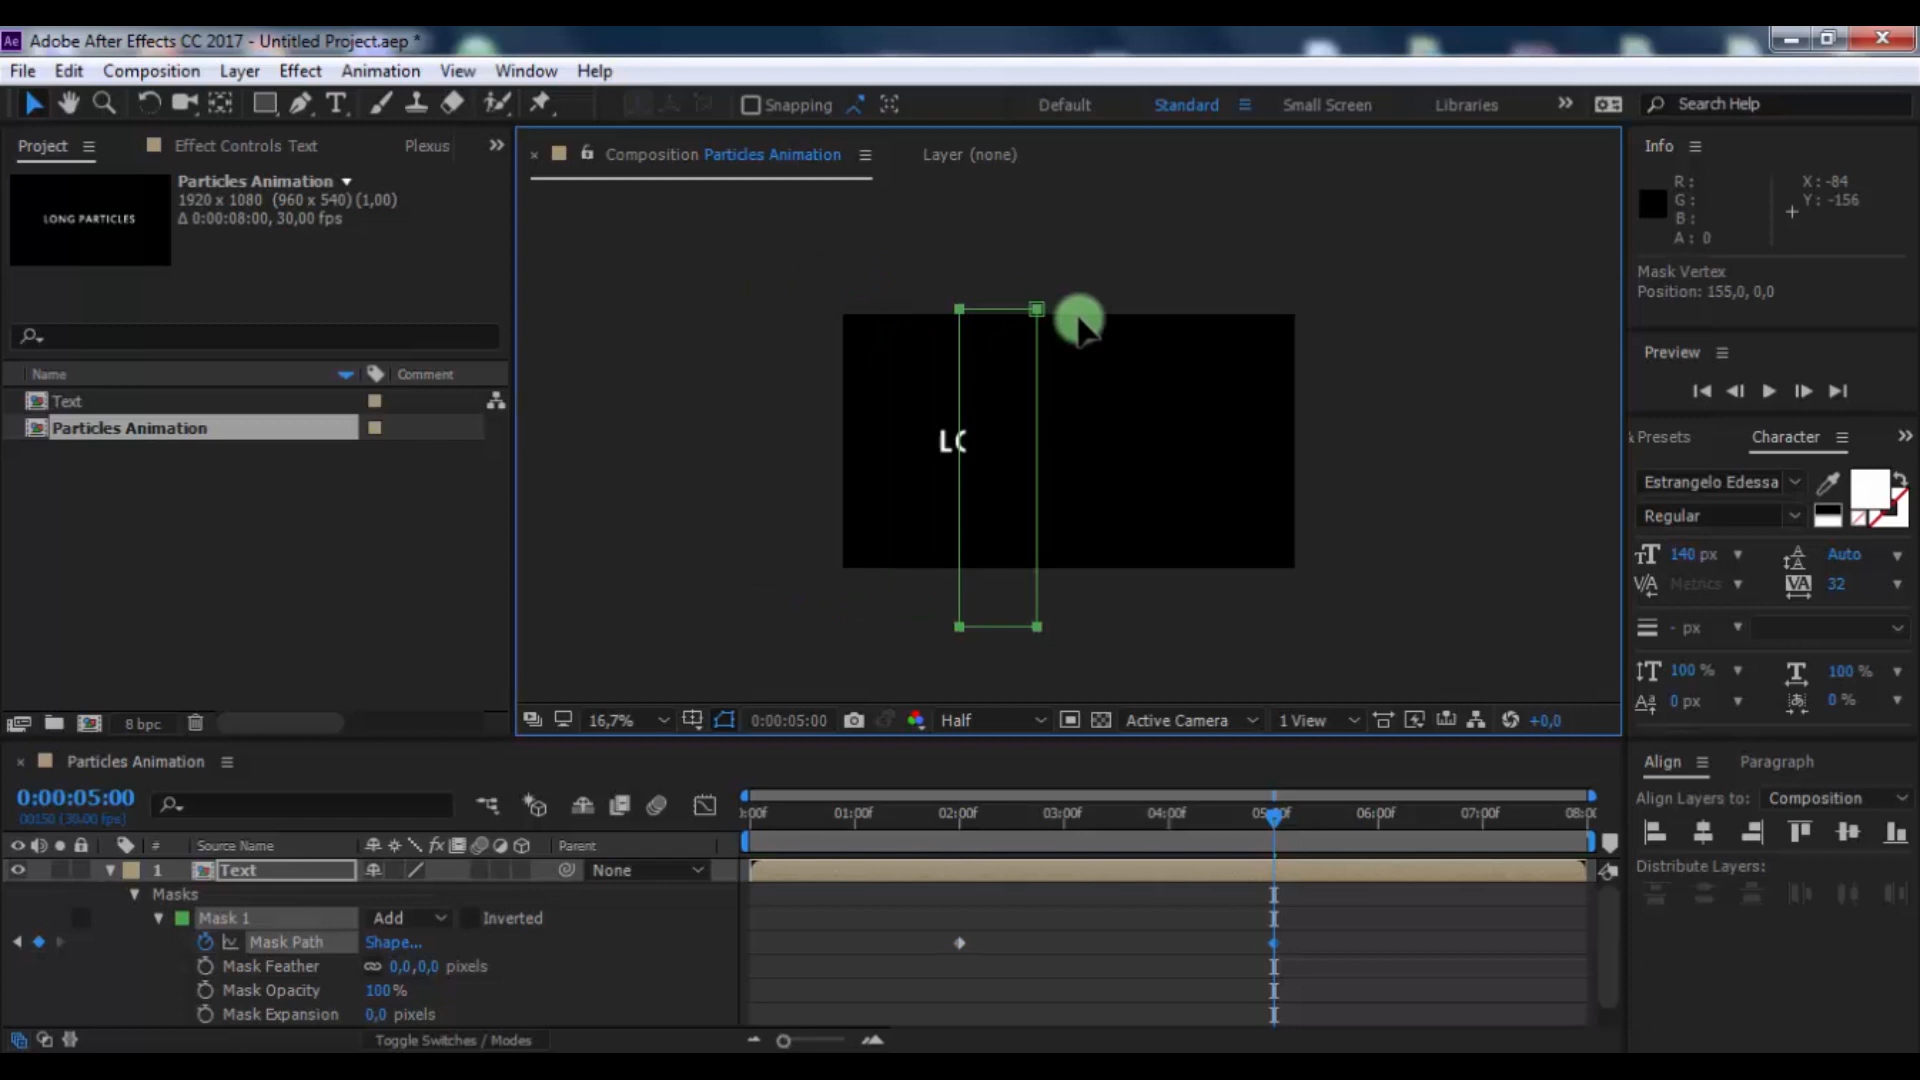 Ae Adobe After Effects CC 2017 - Untitled Project.aep *
File Edit Composition Layer Effect Animation View Window Help
T Snapping Default Standard Small Screen Libraries Search Help
Project Effect Controls Text Plexus
Composition Particles Animation Layer (none)
Info
LONG PARTICLES
Particles Animation
1920 x 1080 (960 x 540) (1,00)
Δ 0:00:08:00, 30,00 fps
R: X: -84
G: Y: -156
B:
A: 0
Mask Vertex
Position: 155,0, 0,0
Name Comment
Text
Particles Animation
LO
Preview
& Presets Character
Estrangelo Edessa
Regular
140 px Auto
Metrics 32
- px
100 % 100 %
0 px 0 %
8 bpc
16,7% 0:00:05:00 Half Active Camera 1 View +0,0
Particles Animation
0:00:05:00
00150 (30.00 fps)
:00f 01:00f 02:00f 03:00f 04:00f 05:00f 06:00f 07:00f 08:00
# Source Name fx Parent
1 Text None
Masks
Mask 1 Add Inverted
Mask Path Shape...
Mask Feather 0,0,0,0 pixels
Mask Opacity 100%
Mask Expansion 0,0 pixels
Toggle Switches / Modes
Align Paragraph
Align Layers to: Composition
Distribute Layers: